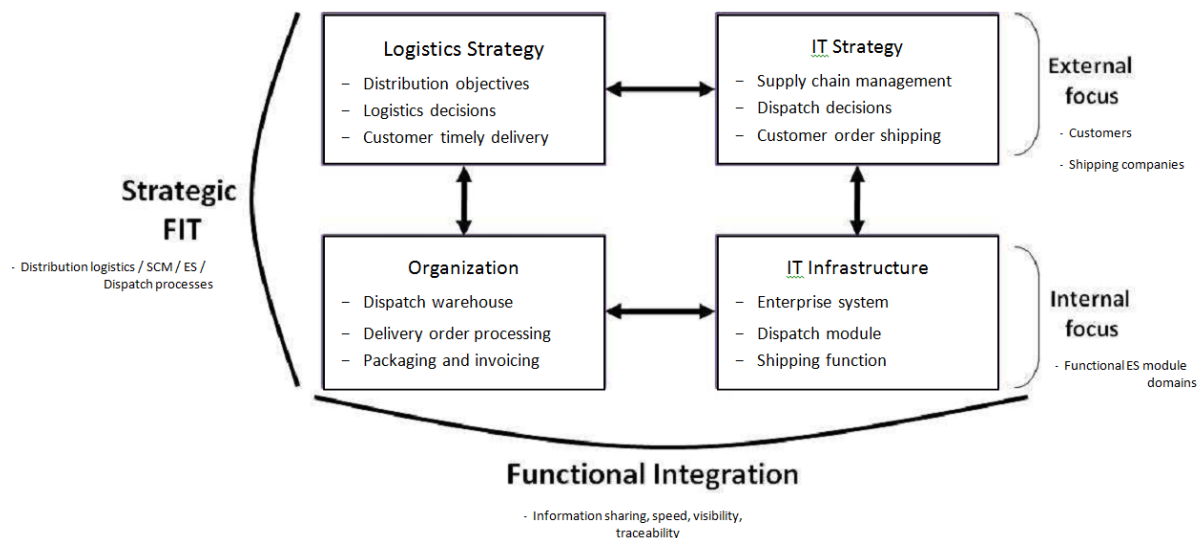 Logistics Strategy
– Distribution objectives
– Logistics decisions
– Customer timely delivery
IT Strategy
– Supply chain management
– Dispatch decisions
– Customer order shipping
External
focus
- Customers
- Shipping companies
Strategic
FIT
- Distribution logistics / SCM / ES /
Dispatch processes
Organization
– Dispatch warehouse
– Delivery order processing
– Packaging and invoicing
IT Infrastructure
– Enterprise system
– Dispatch module
– Shipping function
Internal
focus
- Functional ES module
domains
Functional Integration
- Information sharing, speed, visibility,
traceability